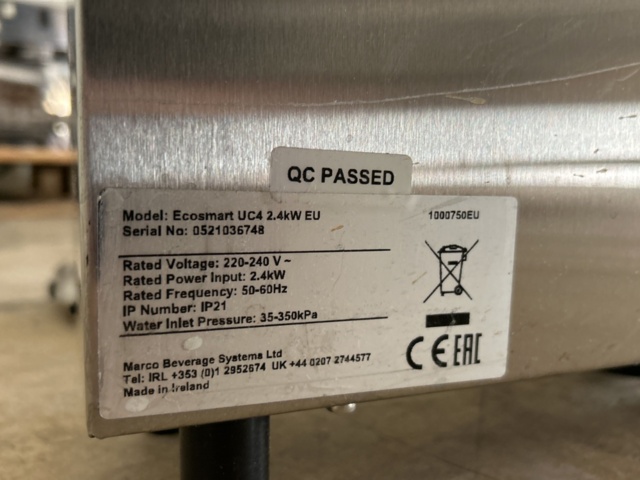 QC PASSED
Model: Ecosmart UC4 2.4kW EU 1000750EU
Serial No: 0521036748
Rated Voltage: 220-240 V ~
Rated Power Input: 2.4kW
Rated Frequency: 50-60Hz
IP Number: IP21
Water Inlet Pressure: 35-350kPa
CE EAC
Marco Beverage Systems Ltd
Tel: IRL +353 (0)1 2952674 UK +44 0207 2744577
Made in Ireland